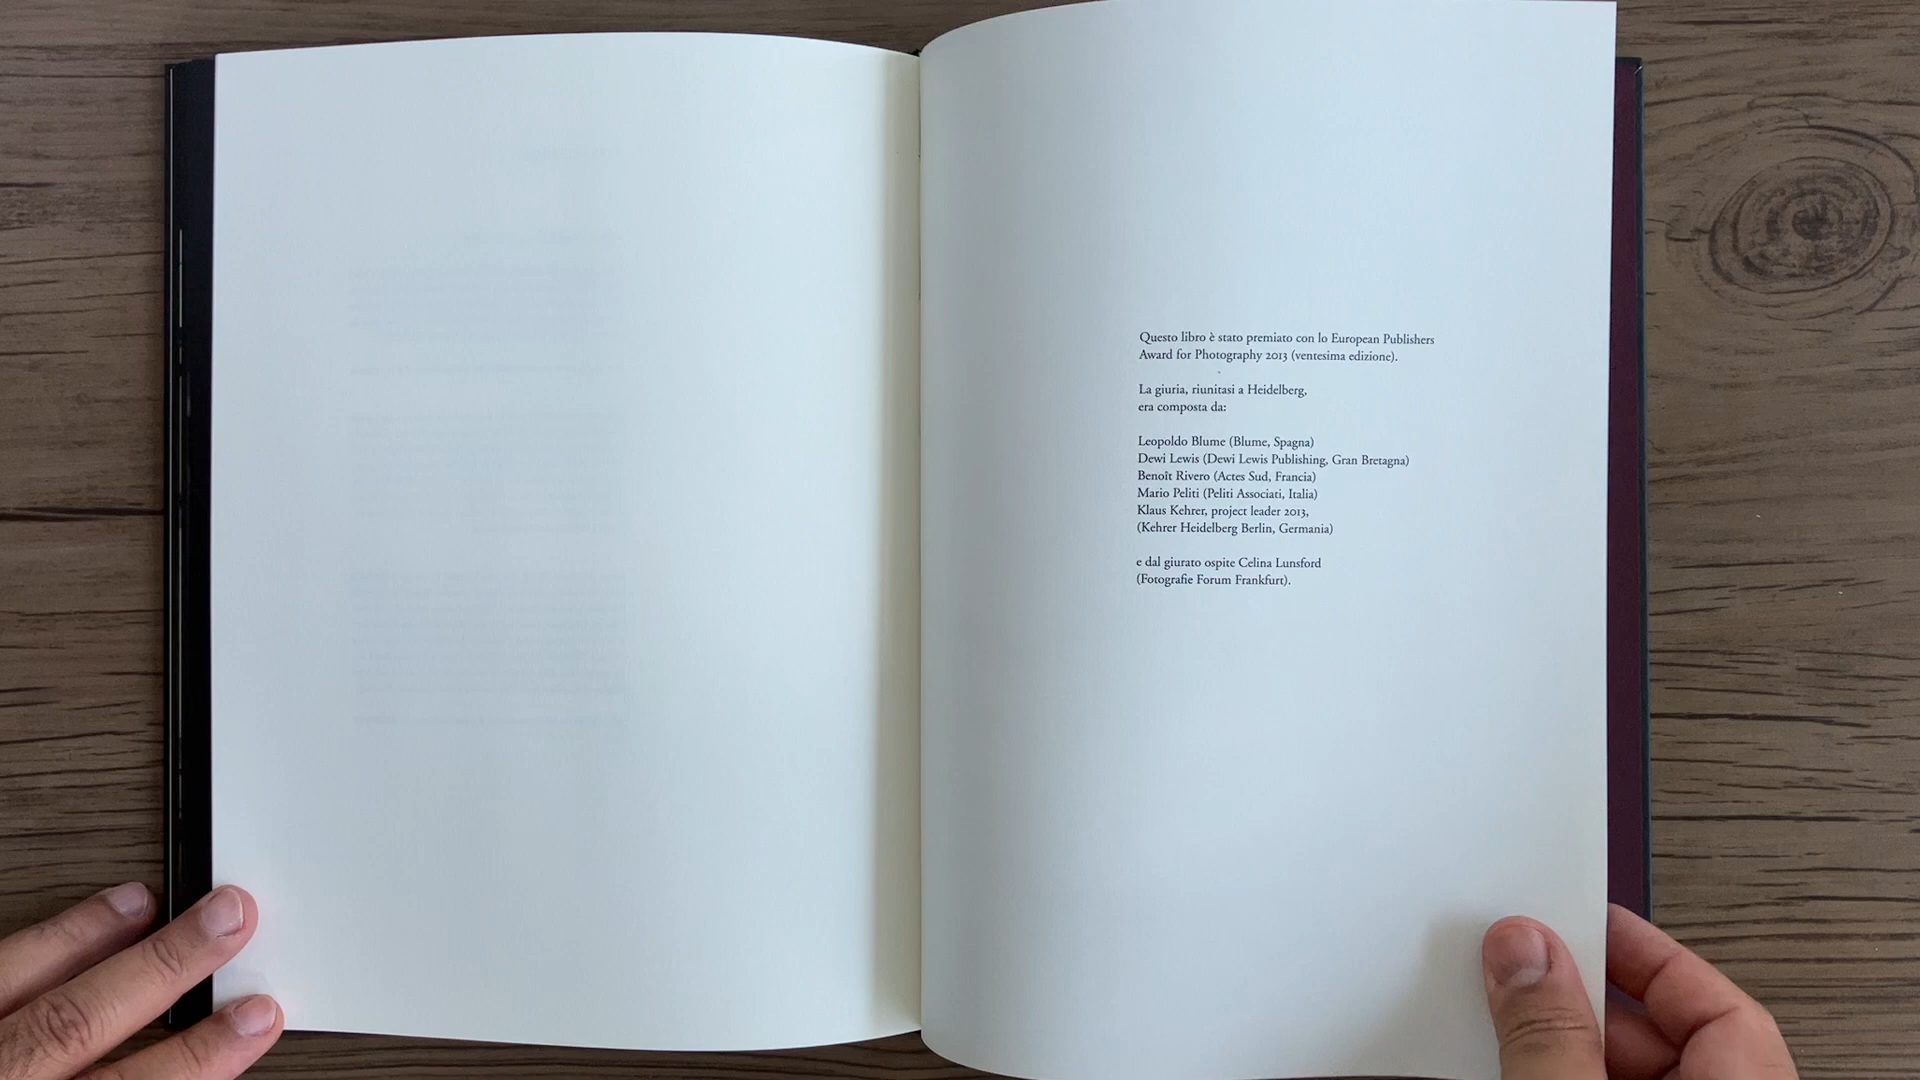 Questo libro è stato premiato con lo European Publishers
Award for Photography 2013 (ventesima edizione).
La giuria, riunitasi a Heidelberg,
era composta da:
Leopoldo Blume (Blume, Spagna)
Dewi Lewis (Dewi Lewis Publishing, Gran Bretagna)
Benoît Rivero (Actes Sud, Francia)
Mario Peliti (Peliti Associati, Italia)
Klaus Kehrer, project leader 2013,
(Kehrer Heidelberg Berlin, Germania)
e dal giurato ospite Celina Lunsford
(Fotografie Forum Frankfurt).